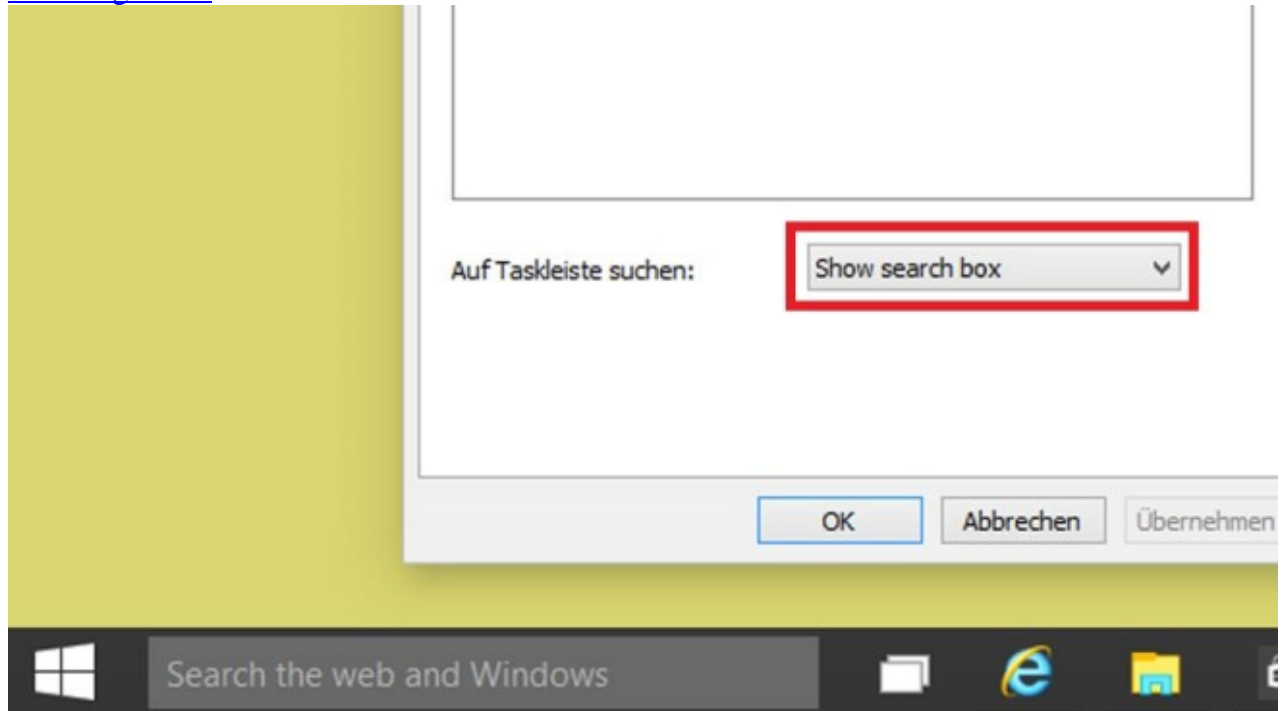 Auf Taskleiste suchen:
Show search box
OK
Abbrechen
Übernehmen
Search the web and Windows